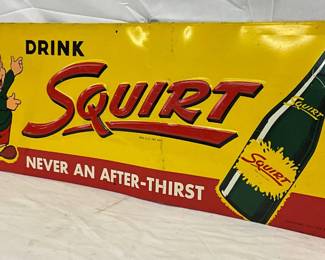 DRINK
SQUIRT
NEVER AN AFTER-THIRST
SQUIRT
SQUIRT